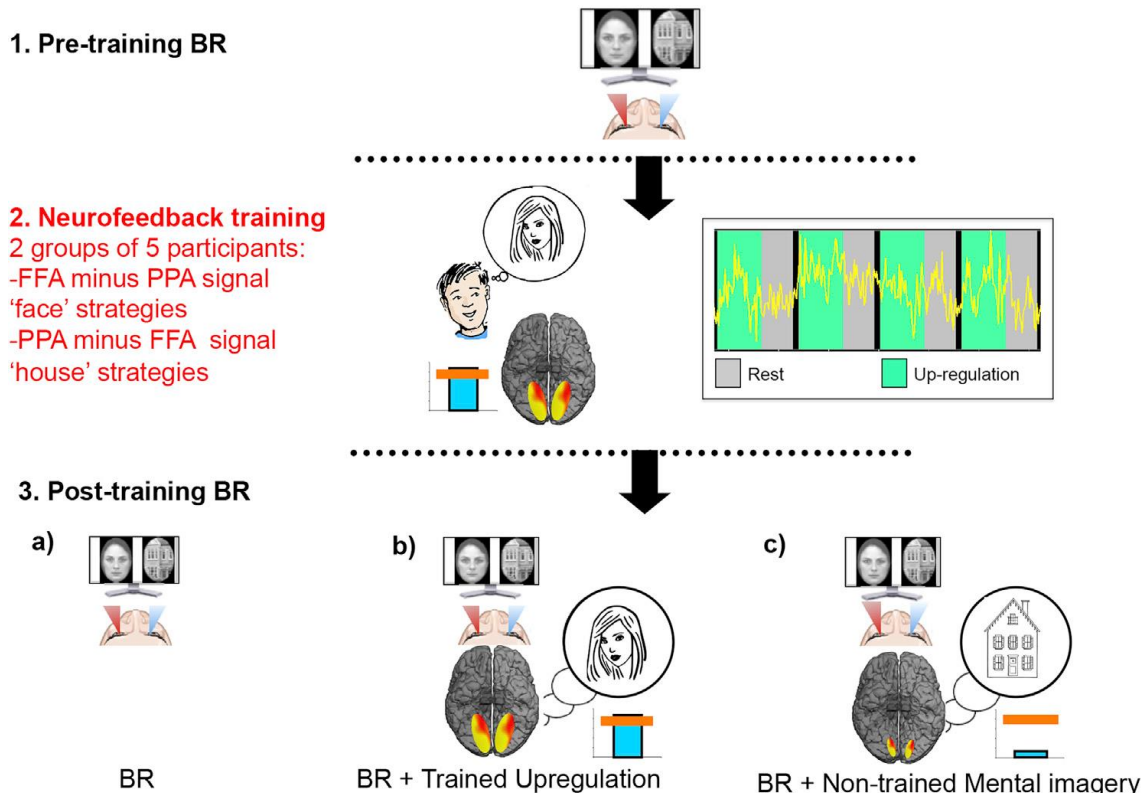 1. Pre-training BR
2. Neurofeedback training
2 groups of 5 participants:
-FFA minus PPA signal
‘face’ strategies
-PPA minus FFA signal
‘house’ strategies
Rest
Up-regulation
3. Post-training BR
a)
b)
c)
BR
BR + Trained Upregulation
BR + Non-trained Mental imagery